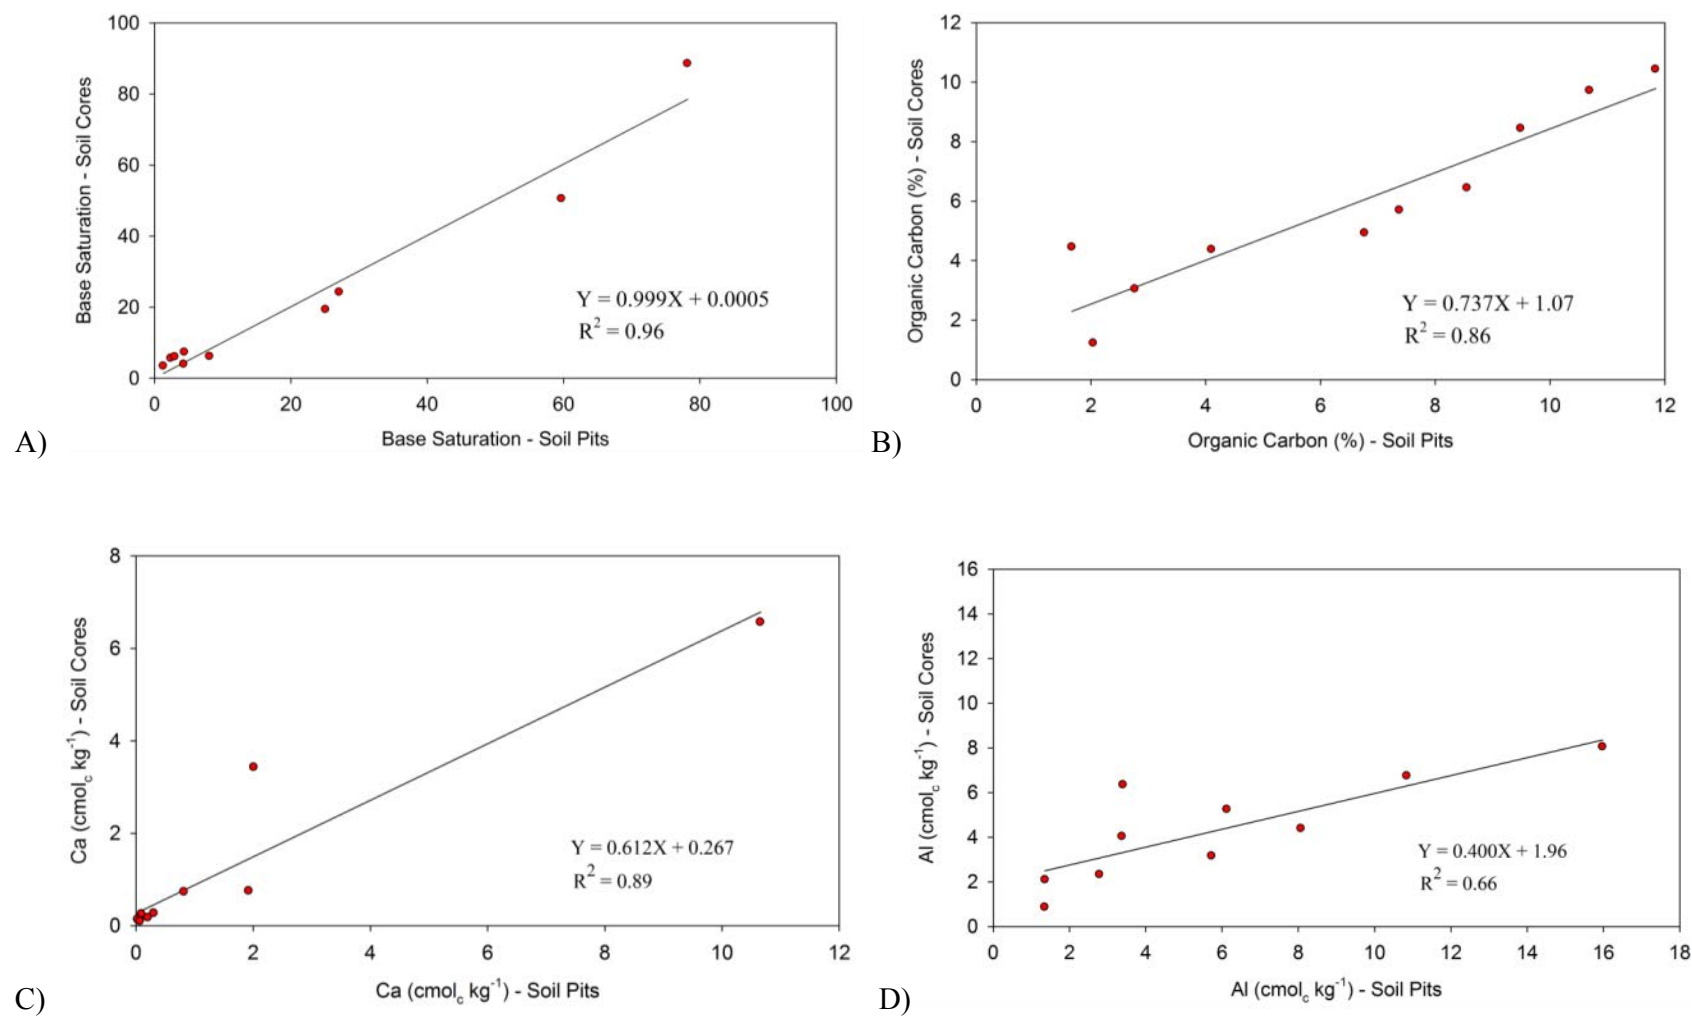 100
80
60
40
20
0
Base Saturation - Soil Cores
Y = 0.999X + 0.0005
R² = 0.96
0 20 40 60 80 100
Base Saturation - Soil Pits
A)
12
10
8
6
4
2
0
Organic Carbon (%) - Soil Cores
Y = 0.737X + 1.07
R² = 0.86
0 2 4 6 8 10 12
Organic Carbon (%) - Soil Pits
B)
8
6
4
2
0
Ca (cmol_c kg⁻¹) - Soil Cores
Y = 0.612X + 0.267
R² = 0.89
0 2 4 6 8 10 12
Ca (cmol_c kg⁻¹) - Soil Pits
C)
16
14
12
10
8
6
4
2
0
Al (cmol_c kg⁻¹) - Soil Cores
Y = 0.400X + 1.96
R² = 0.66
0 2 4 6 8 10 12 14 16 18
Al (cmol_c kg⁻¹) - Soil Pits
D)